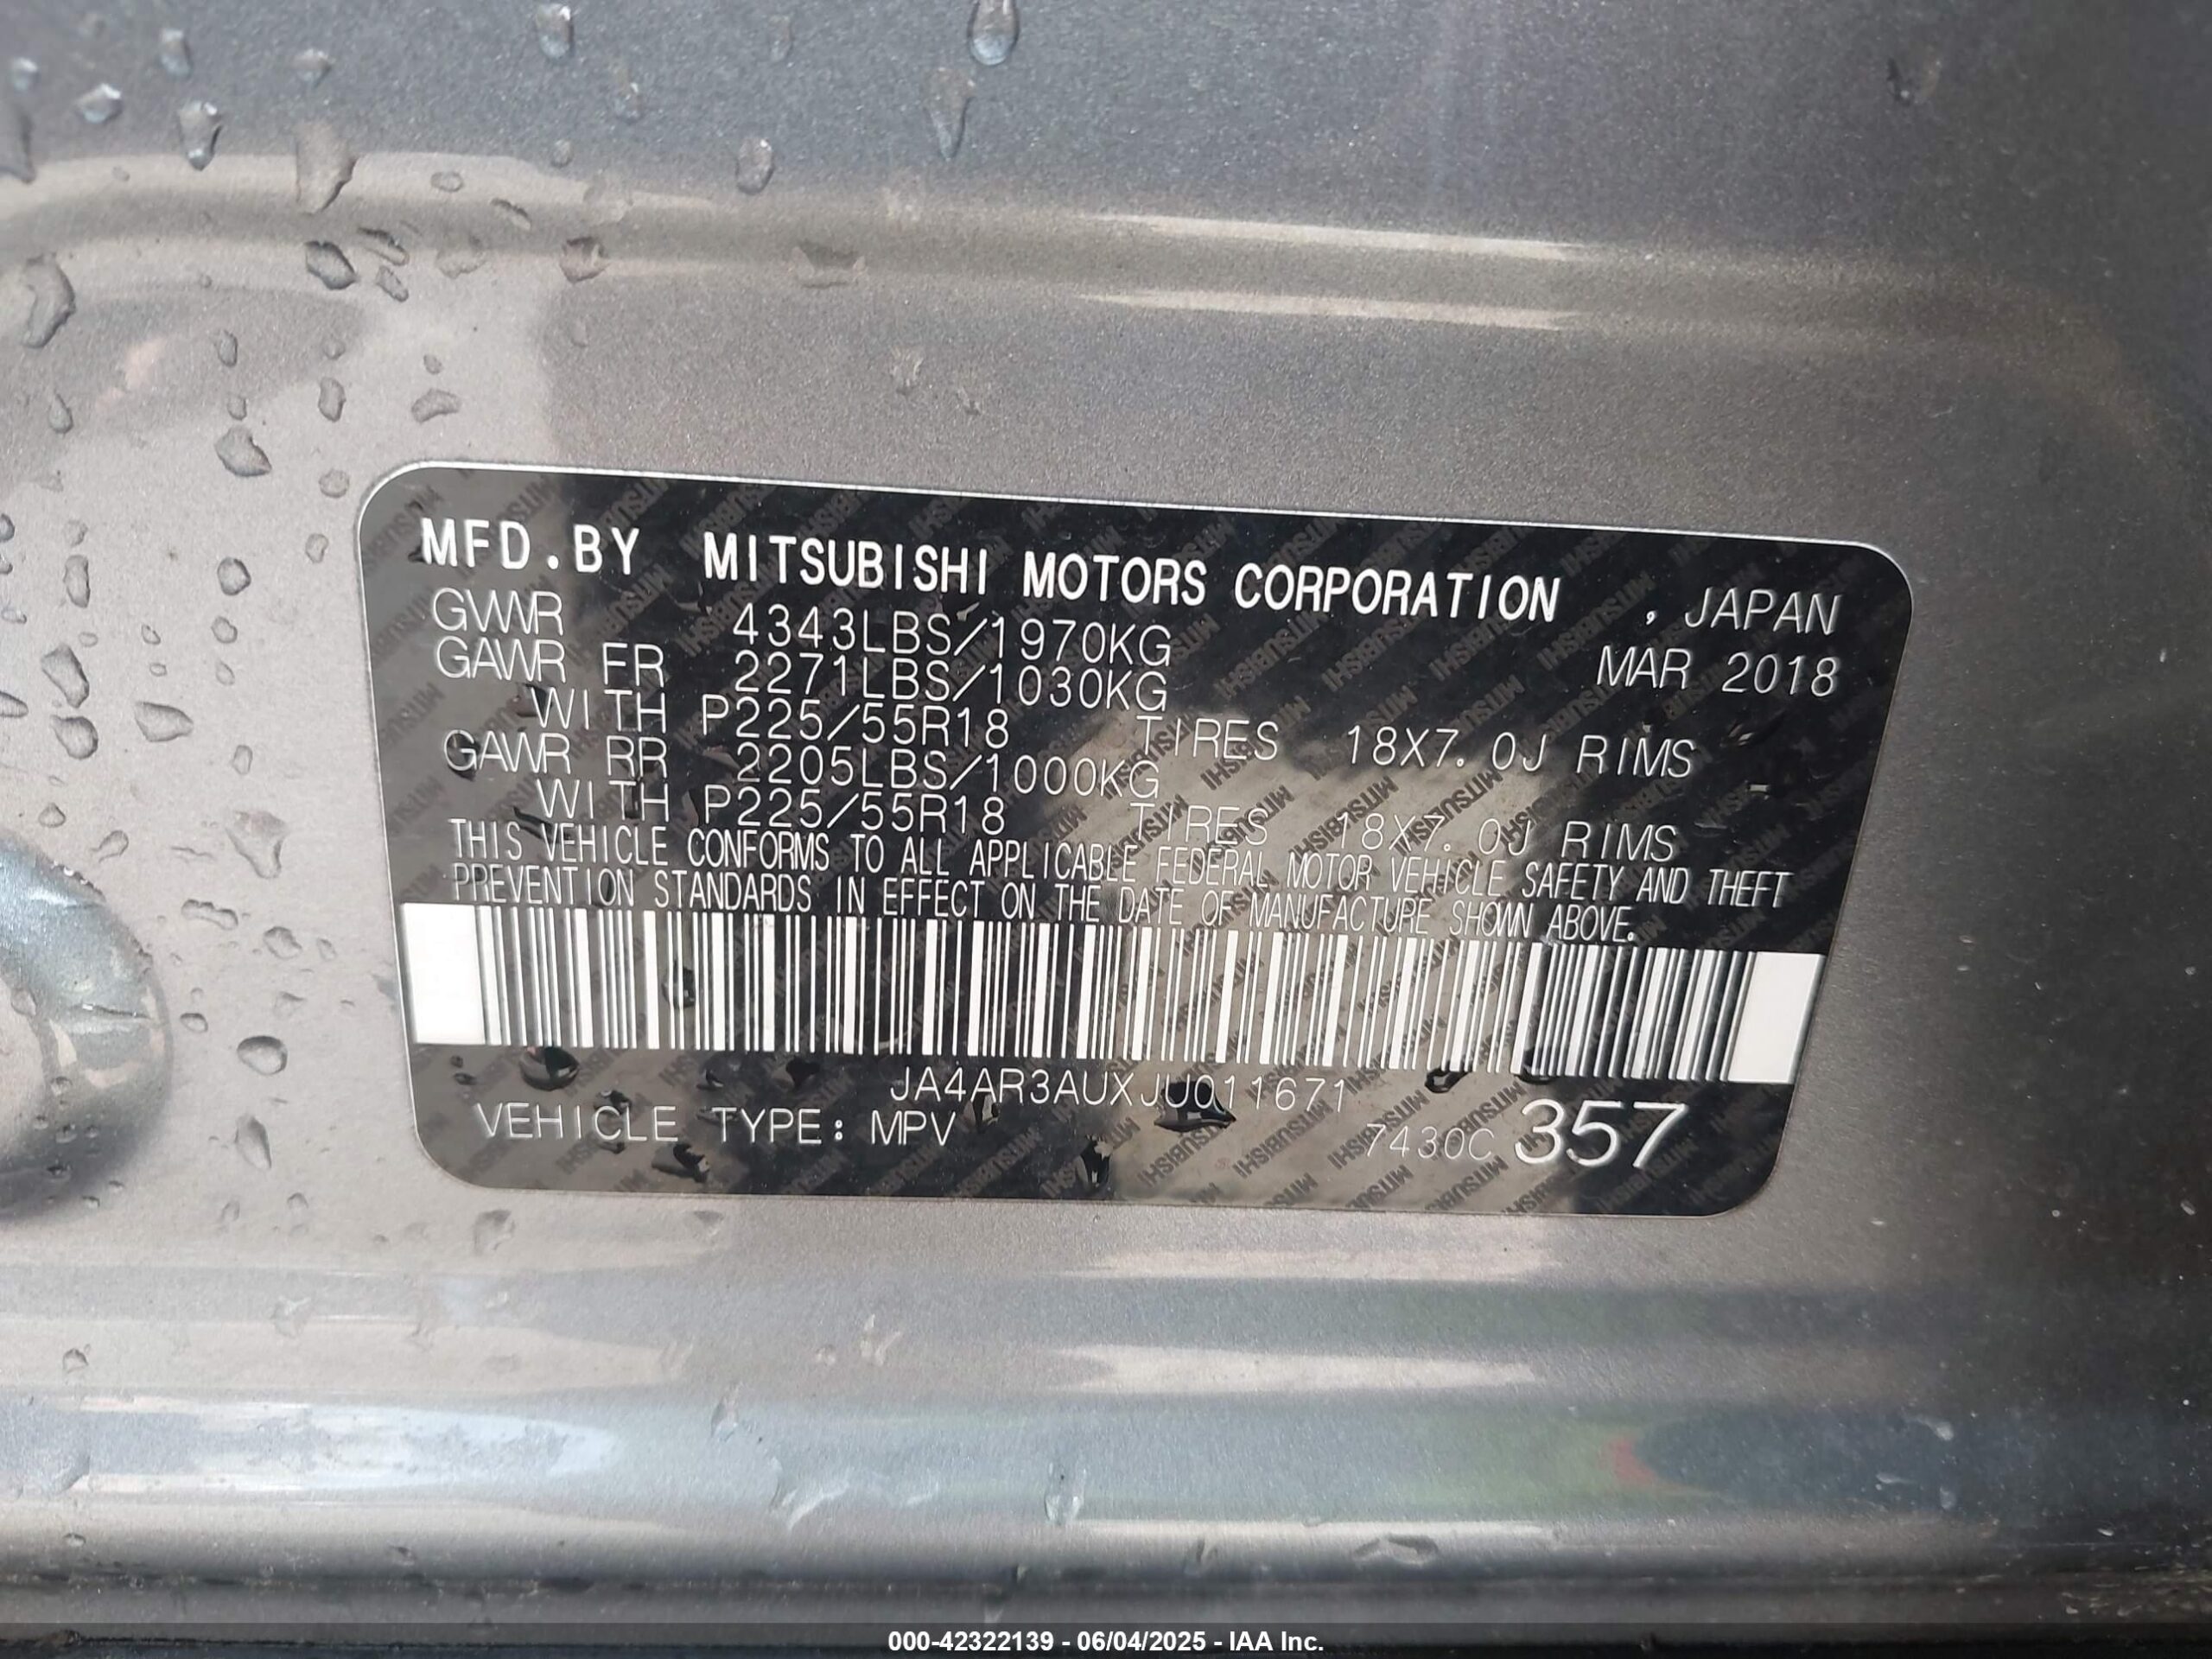 MFD.BY MITSUBISHI MOTORS CORPORATION , JAPAN
GVWR 4343LBS/1970KG MAR 2018
GAWR FR 2271LBS/1030KG
WITH P225/55R18 TIRES 18X7.0J RIMS
GAWR RR 2205LBS/1000KG
WITH P225/55R18 TIRES 18X7.0J RIMS
THIS VEHICLE CONFORMS TO ALL APPLICABLE FEDERAL MOTOR VEHICLE SAFETY AND THEFT
PREVENTION STANDARDS IN EFFECT ON THE DATE OF MANUFACTURE SHOWN ABOVE.
JA4AR3AUXJU011671
VEHICLE TYPE: MPV 7430C 357
000-42322139 - 06/04/2025 - IAA Inc.